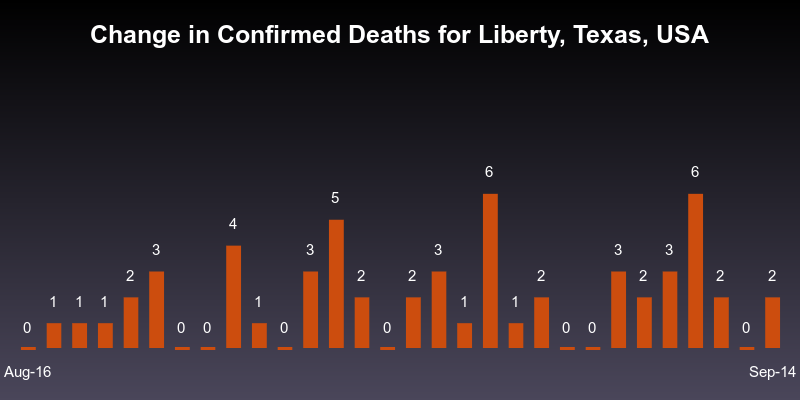 Change in Confirmed Deaths for Liberty, Texas, USA
0 1 1 1 2 3 0 0 4 1 0 3 5 2 0 2 3 1 6 1 2 0 0 3 2 3 6 2 0 2
Aug-16 Sep-14